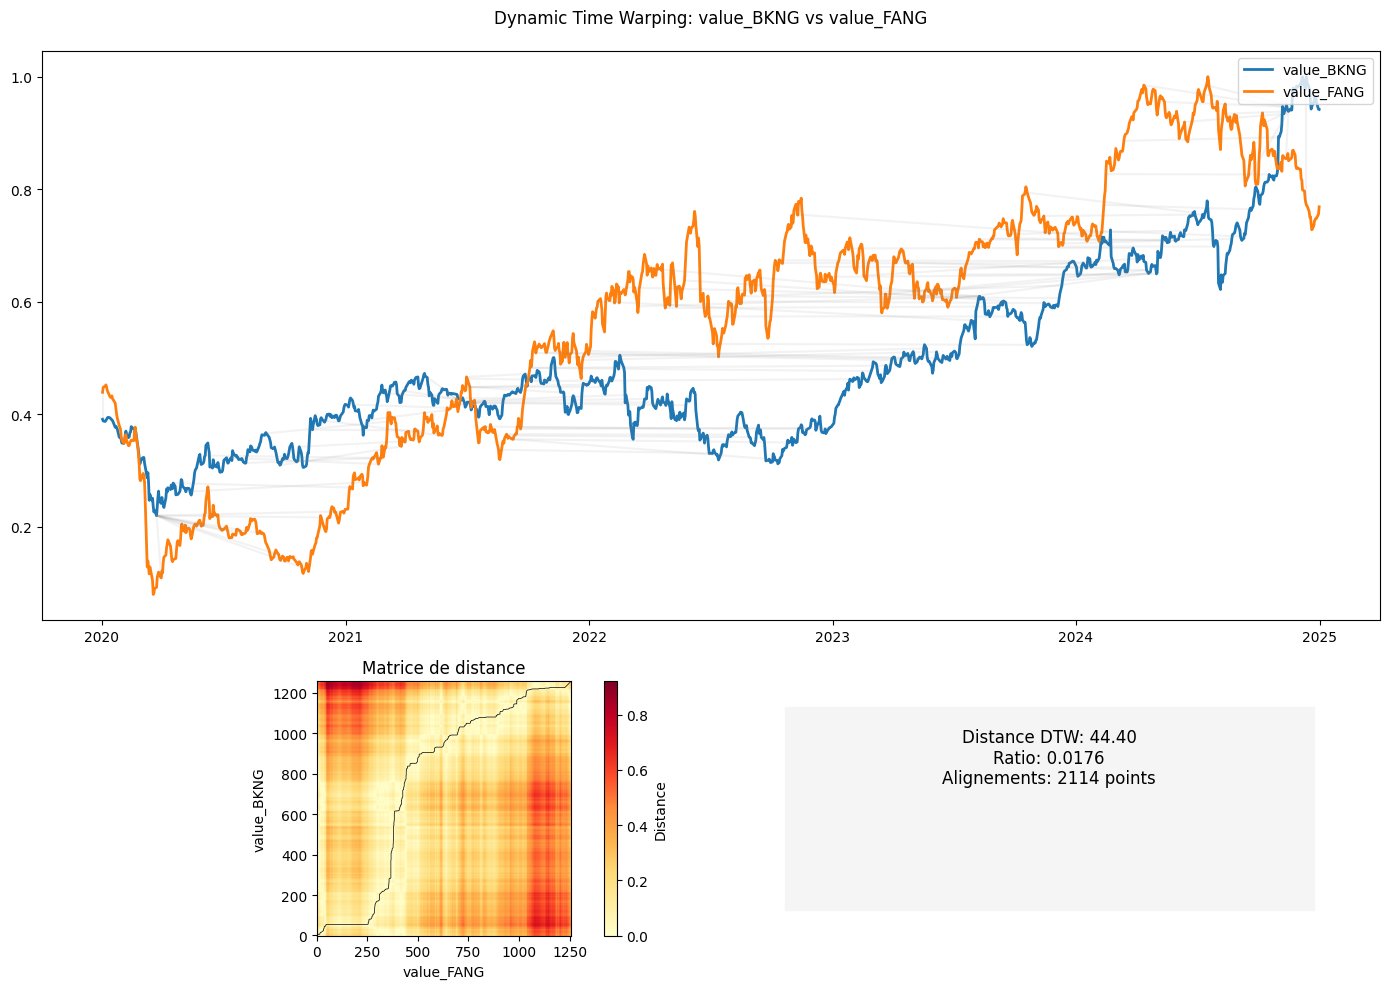 Dynamic Time Warping: value_BKNG vs value_FANG
value_BKNG
value_FANG
1.0
0.8
0.6
0.4
0.2
2020 2021 2022 2023 2024 2025
Matrice de distance
1200
1000
800
600
400
200
0
0 250 500 750 1000 1250
value_FANG
value_BKNG
0.8
0.6
0.4
0.2
0.0
Distance
Distance DTW: 44.40
Ratio: 0.0176
Alignements: 2114 points